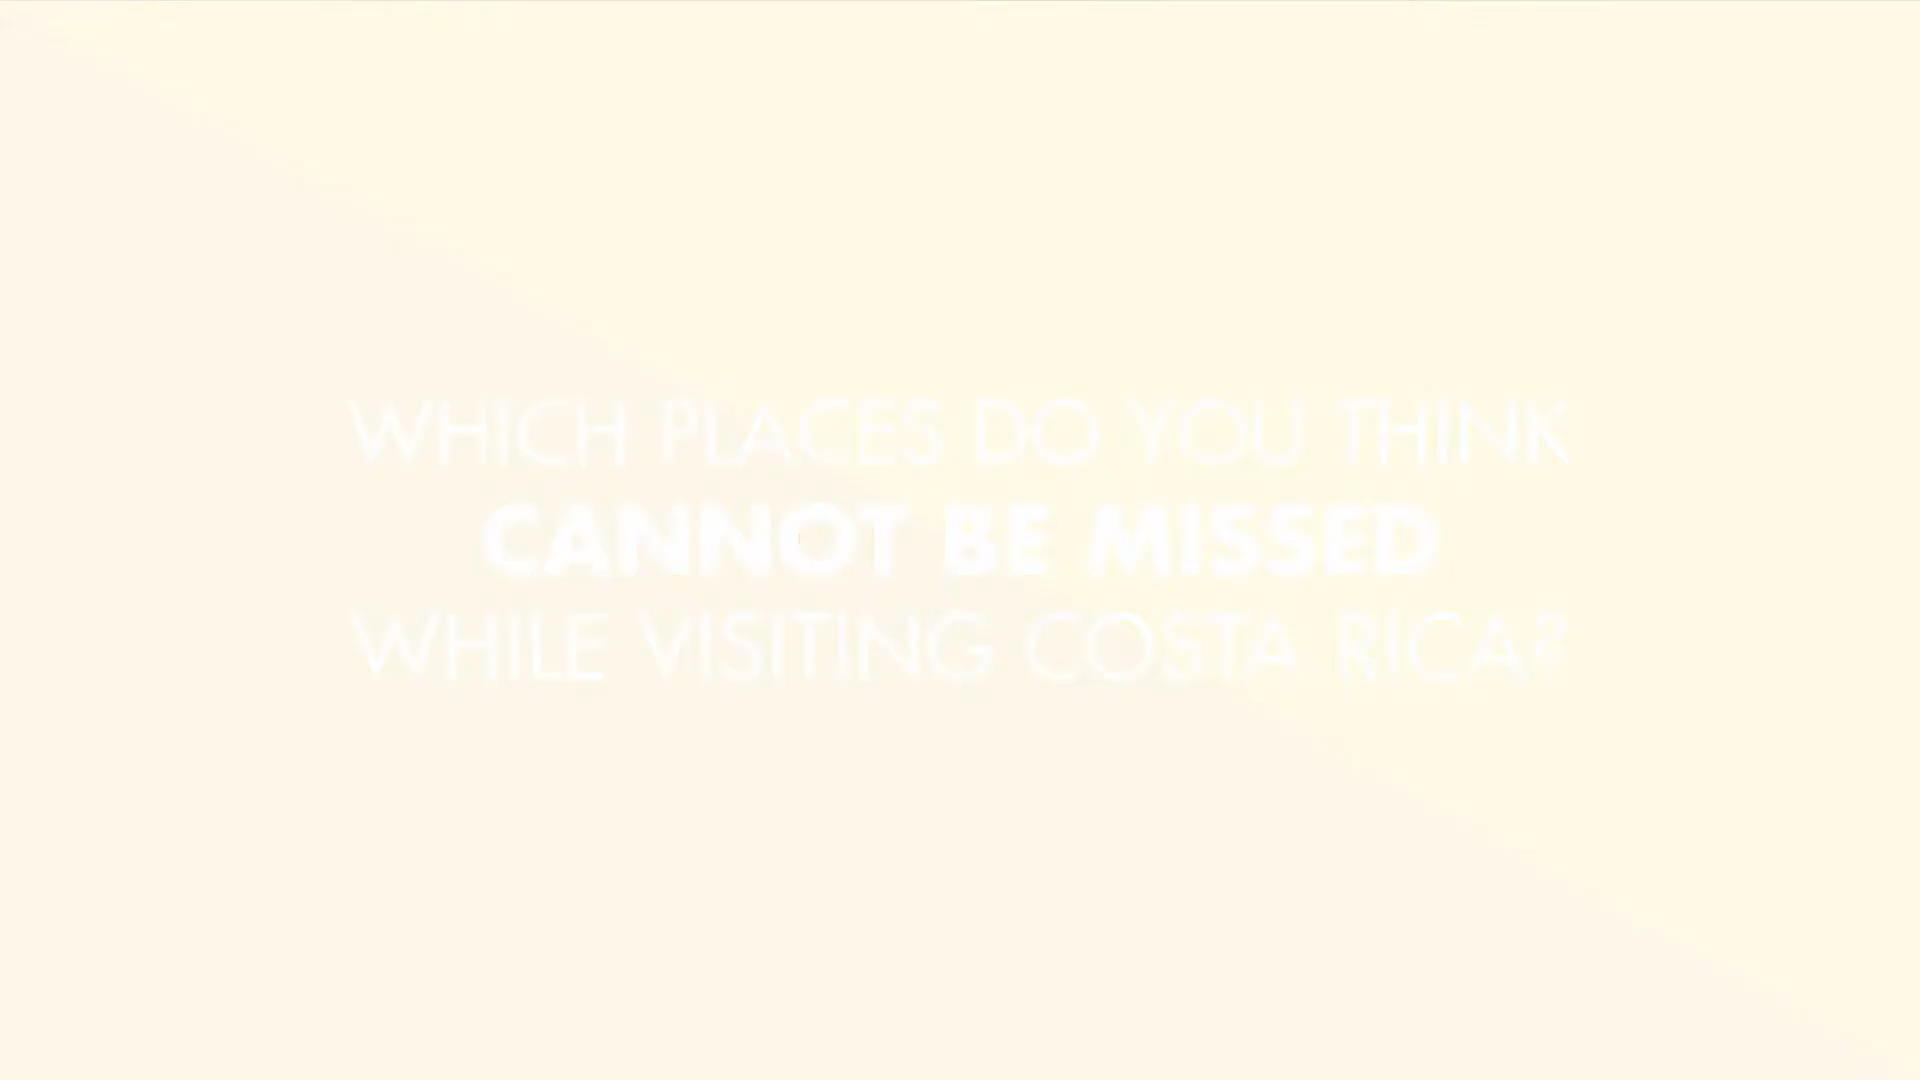 WHICH PLACES DO YOU THINK
CANNOT BE MISSED
WHILE VISITING COSTA RICA?